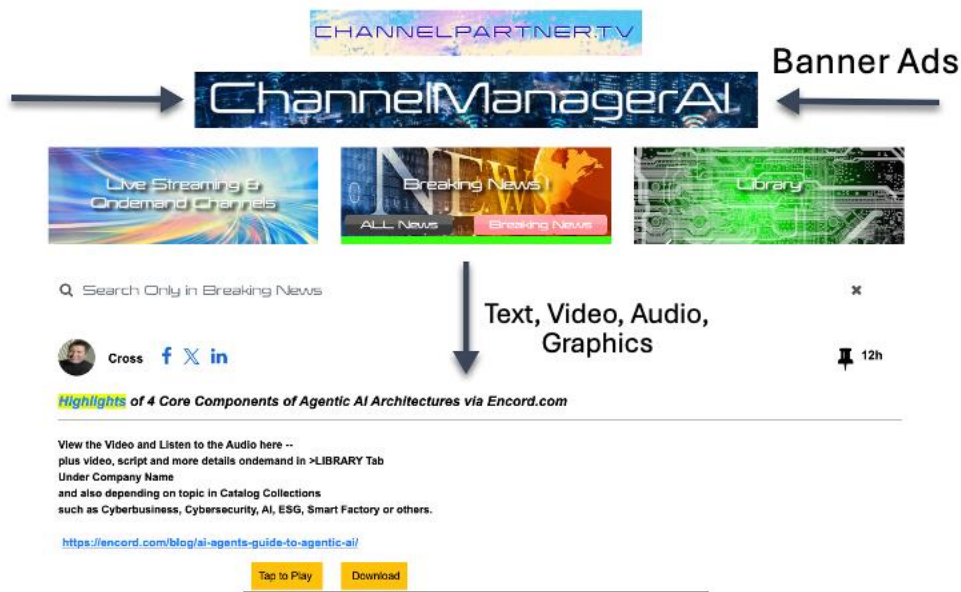 CHANNELPARTNER.TV
ChannelManagerAI
Banner Ads
Live Streaming &
Ondemand Channels
Breaking News !
ALL News
Breaking News
Library
Search Only in Breaking News
Text, Video, Audio,
Graphics
Cross
12h
Highlights of 4 Core Components of Agentic AI Architectures via Encord.com
View the Video and Listen to the Audio here --
plus video, script and more details ondemand in >LIBRARY Tab
Under Company Name
and also depending on topic in Catalog Collections
such as Cyberbusiness, Cybersecurity, AI, ESG, Smart Factory or others.
https://encord.com/blog/ai-agents-guide-to-agentic-ai/
Tap to Play
Download